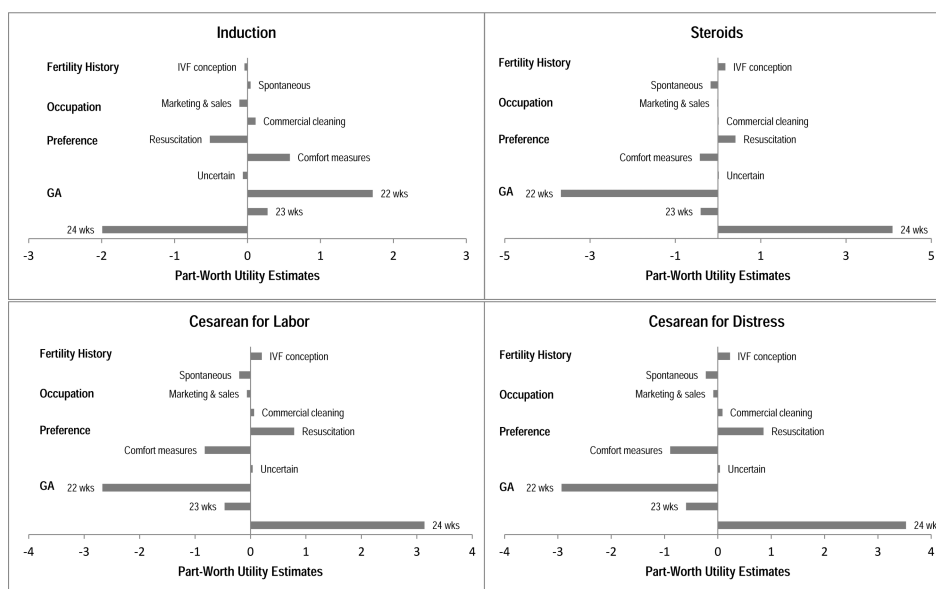 Induction
Fertility History IVF conception
Spontaneous
Occupation Marketing & sales
Commercial cleaning
Preference Resuscitation
Comfort measures
Uncertain
GA 22 wks
23 wks
24 wks
-3 -2 -1 0 1 2 3
Part-Worth Utility Estimates
Steroids
Fertility History IVF conception
Spontaneous
Occupation Marketing & sales
Commercial cleaning
Preference Resuscitation
Comfort measures
Uncertain
GA 22 wks
23 wks
24 wks
-5 -3 -1 1 3 5
Part-Worth Utility Estimates
Cesarean for Labor
Fertility History IVF conception
Spontaneous
Occupation Marketing & sales
Commercial cleaning
Preference Resuscitation
Comfort measures
Uncertain
GA 22 wks
23 wks
24 wks
-4 -3 -2 -1 0 1 2 3 4
Part-Worth Utility Estimates
Cesarean for Distress
Fertility History IVF conception
Spontaneous
Occupation Marketing & sales
Commercial cleaning
Preference Resuscitation
Comfort measures
Uncertain
GA 22 wks
23 wks
24 wk
-4 -3 -2 -1 0 1 2 3 4
Part-Worth Utility Estimates